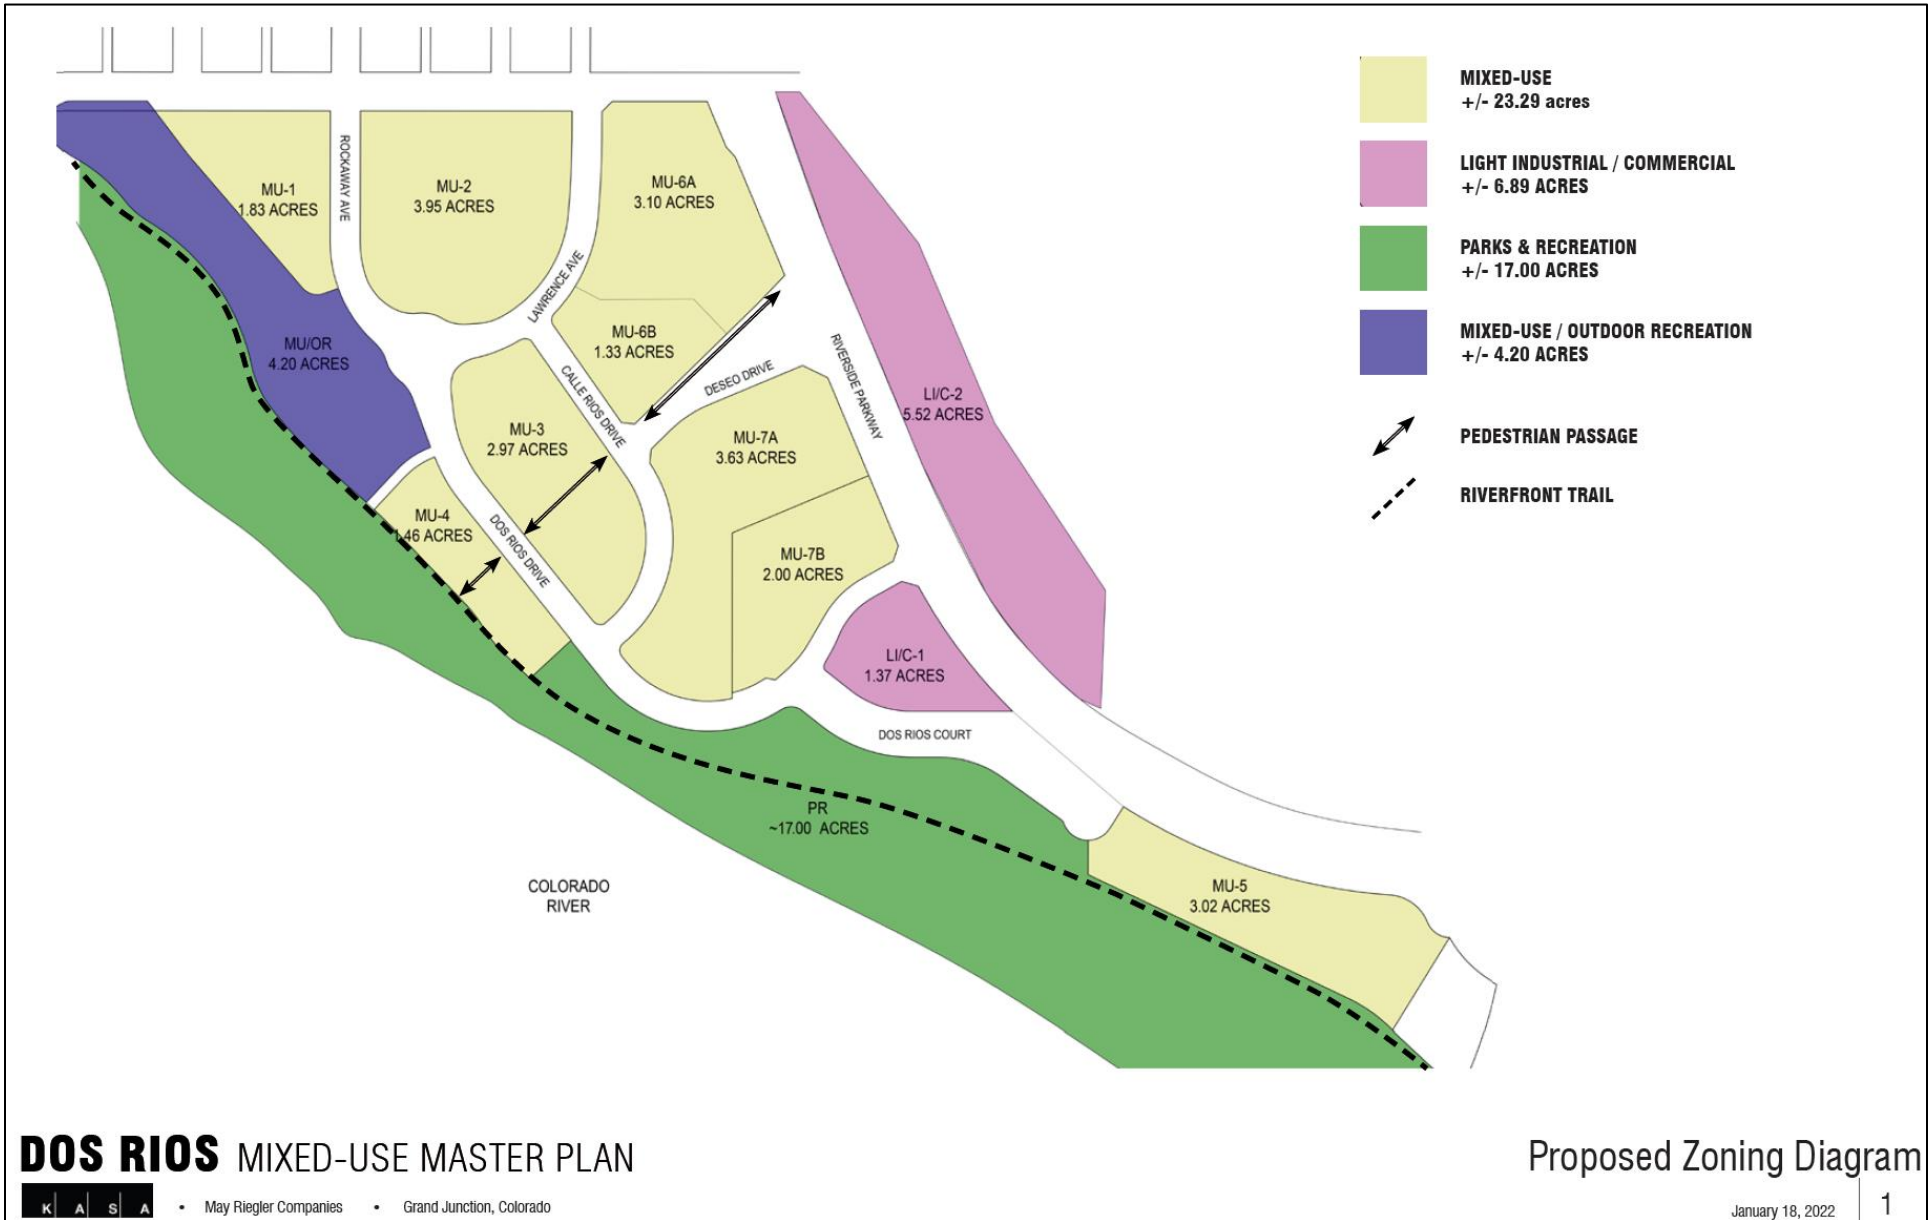 MIXED-USE
+/- 23.29 acres
LIGHT INDUSTRIAL / COMMERCIAL
+/- 6.89 ACRES
PARKS & RECREATION
+/- 17.00 ACRES
MIXED-USE / OUTDOOR RECREATION
+/- 4.20 ACRES
PEDESTRIAN PASSAGE
RIVERFRONT TRAIL
MU-1
1.83 ACRES
ROCKAWAY AVE
MU-2
3.95 ACRES
MU-6A
3.10 ACRES
LAWRENCE AVE
MU-6B
1.33 ACRES
MU/OR
4.20 ACRES
CALLE RIOS DRIVE
DESEO DRIVE
RIVERSIDE PARKWAY
LI/C-2
5.52 ACRES
MU-3
2.97 ACRES
MU-7A
3.63 ACRES
MU-4
1.46 ACRES
DOS RIOS DRIVE
MU-7B
2.00 ACRES
LI/C-1
1.37 ACRES
DOS RIOS COURT
PR
~17.00 ACRES
COLORADO
RIVER
MU-5
3.02 ACRES
DOS RIOS MIXED-USE MASTER PLAN
Proposed Zoning Diagram
K A S A • May Riegler Companies • Grand Junction, Colorado
January 18, 2022 1